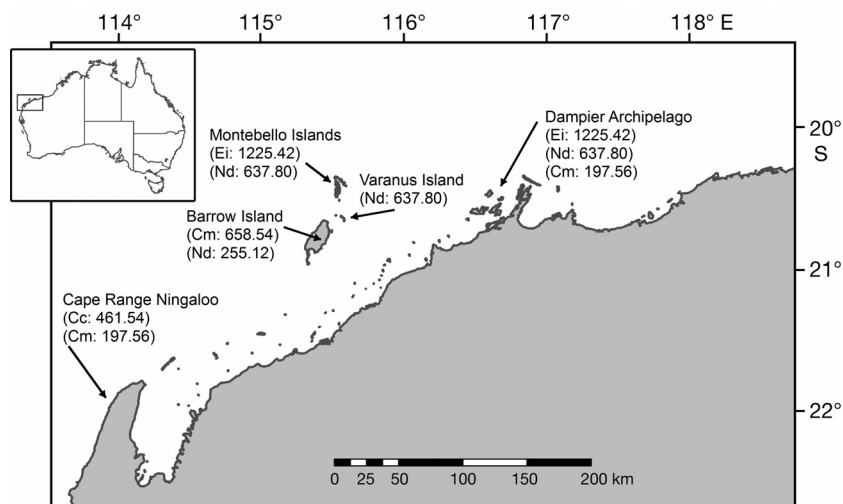 114° 115° 116° 117° 118° E
20°
S
21°
22°
Montebello Islands
(Ei: 1225.42)
(Nd: 637.80)
Dampier Archipelago
(Ei: 1225.42)
(Nd: 637.80)
(Cm: 197.56)
Varanus Island
(Nd: 637.80)
Barrow Island
(Cm: 658.54)
(Nd: 255.12)
Cape Range Ningaloo
(Cc: 461.54)
(Cm: 197.56)
0 25 50 100 150 200 km